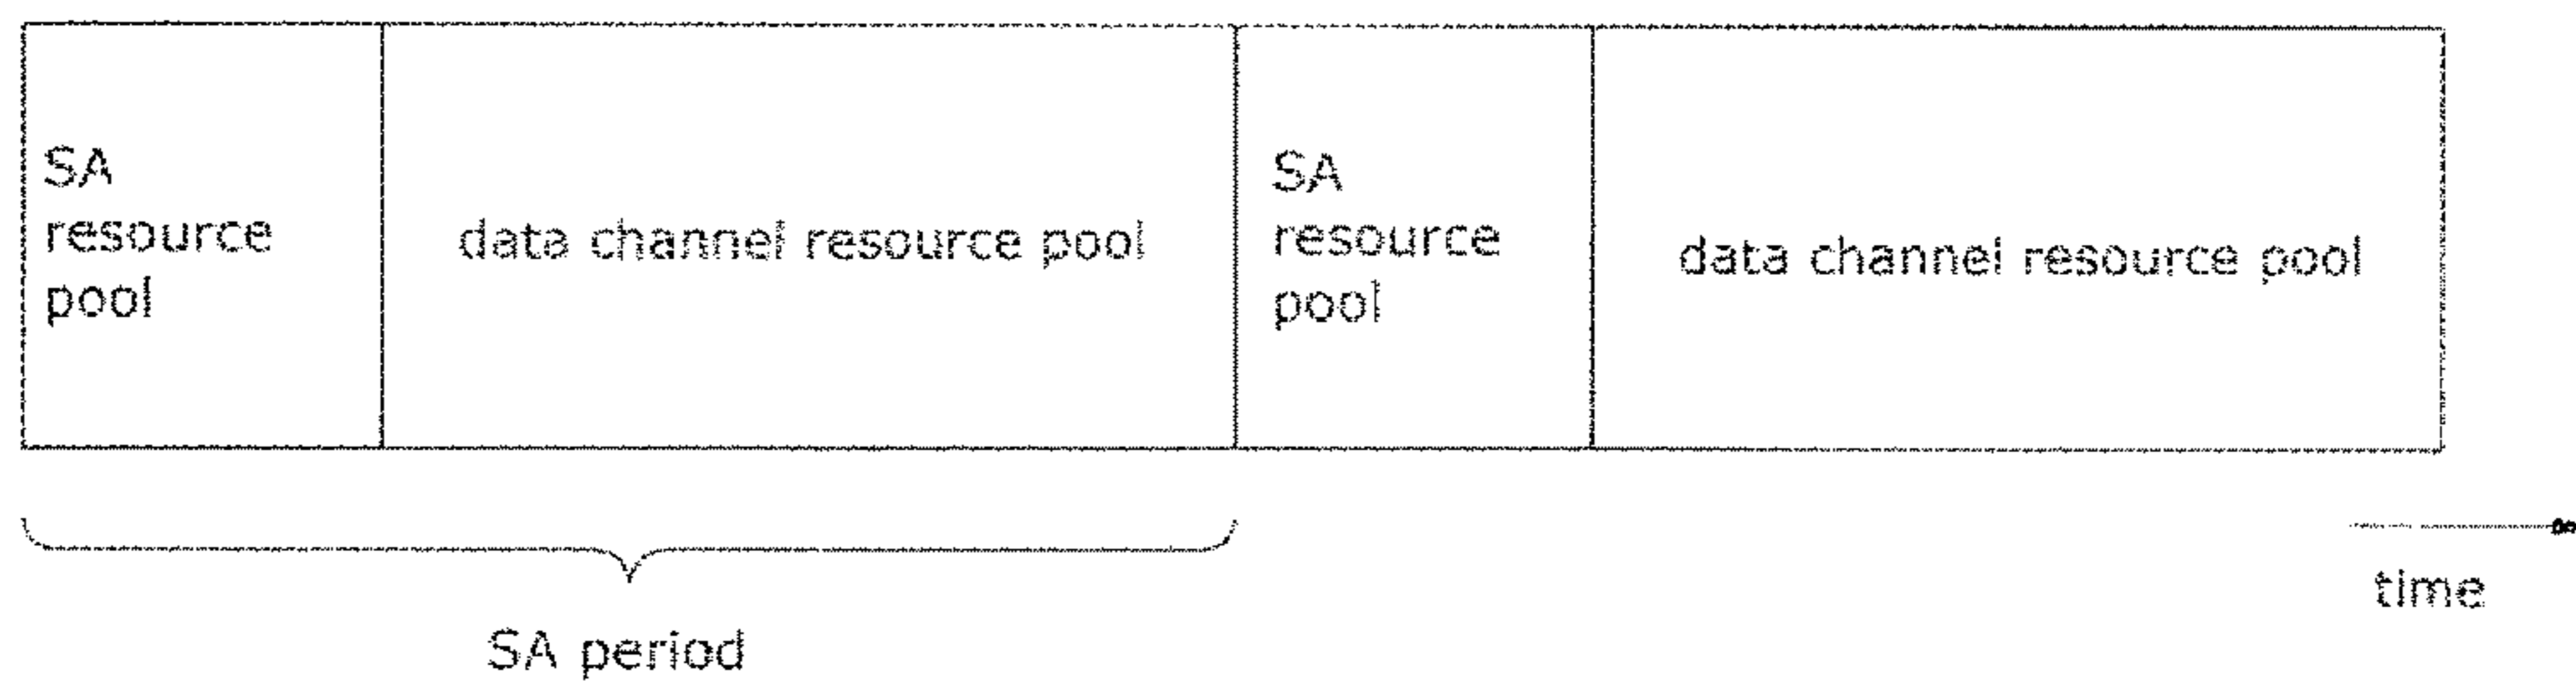 SA
resource
pool
data channel resource pool
SA
resource
pool
data channel resource pool
time
SA period